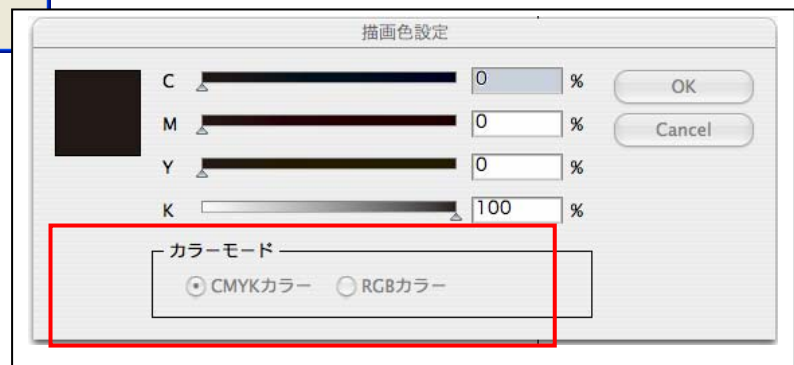 描画色設定
C 0 % OK
M 0 % Cancel
Y 0 %
K 100 %
カラーモード
CMYKカラー RGBカラー